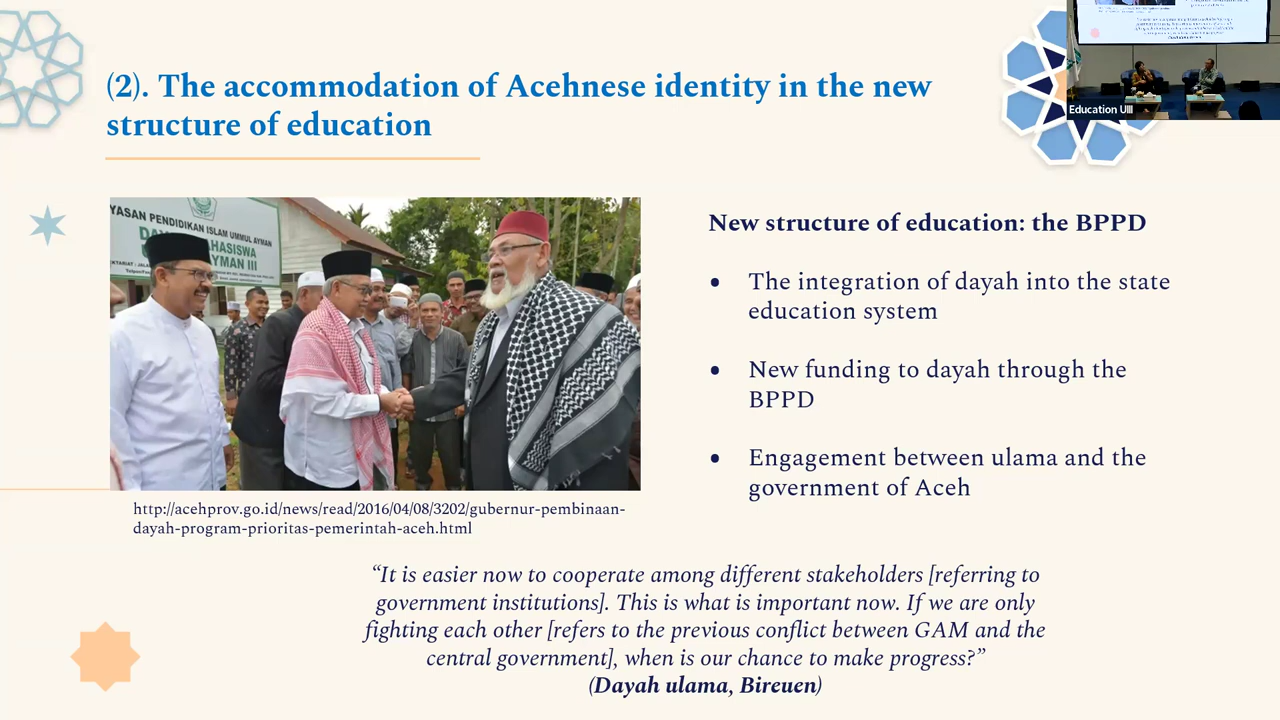 (2). The accommodation of Acehnese identity in the new
structure of education
Education UIII
YASAN PENDIDIKAN ISLAM UMMUL AYMAN
New structure of education: the BPPD
• The integration of dayah into the state
education system
• New funding to dayah through the
BPPD
• Engagement between ulama and the
government of Aceh
http://acehprov.go.id/news/read/2016/04/08/3202/gubernur-pembinaan-
dayah-program-prioritas-pemerintah-aceh.html
“It is easier now to cooperate among different stakeholders [referring to
government institutions]. This is what is important now. If we are only
fighting each other [refers to the previous conflict between GAM and the
central government], when is our chance to make progress?”
(Dayah ulama, Bireuen)